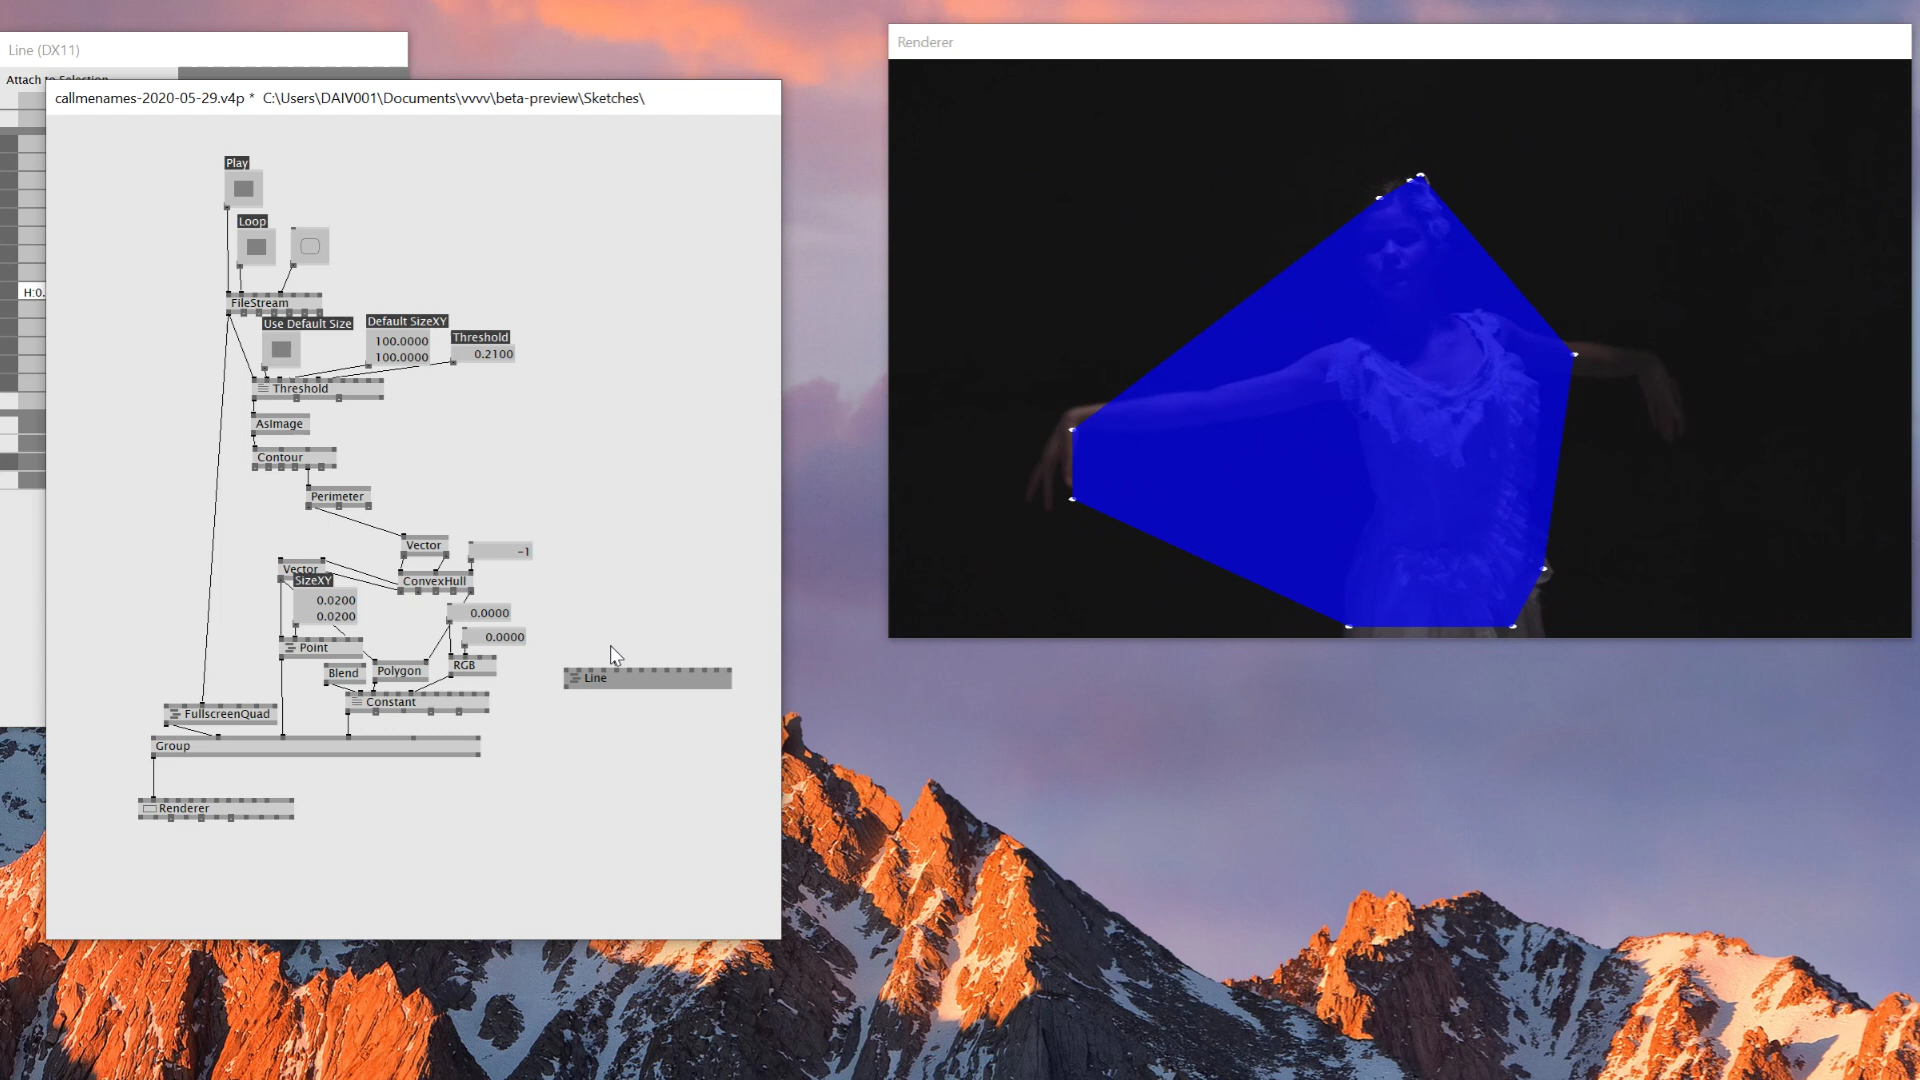 Line (DX11)
Attach to Selection
H:0.
callmenames-2020-05-29.v4p * C:\Users\DAIV001\Documents\vvvv\beta-preview\Sketches\
Play
Loop
FileStream
Use Default Size
Default SizeXY
100.0000
100.0000
Threshold
0.2100
Threshold
AsImage
Contour
Perimeter
Vector
-1
Vector
ConvexHull
SizeXY
0.0200
0.0200
0.0000
0.0000
Point
Blend
Polygon
RGB
Line
Constant
FullscreenQuad
Group
Renderer
Renderer